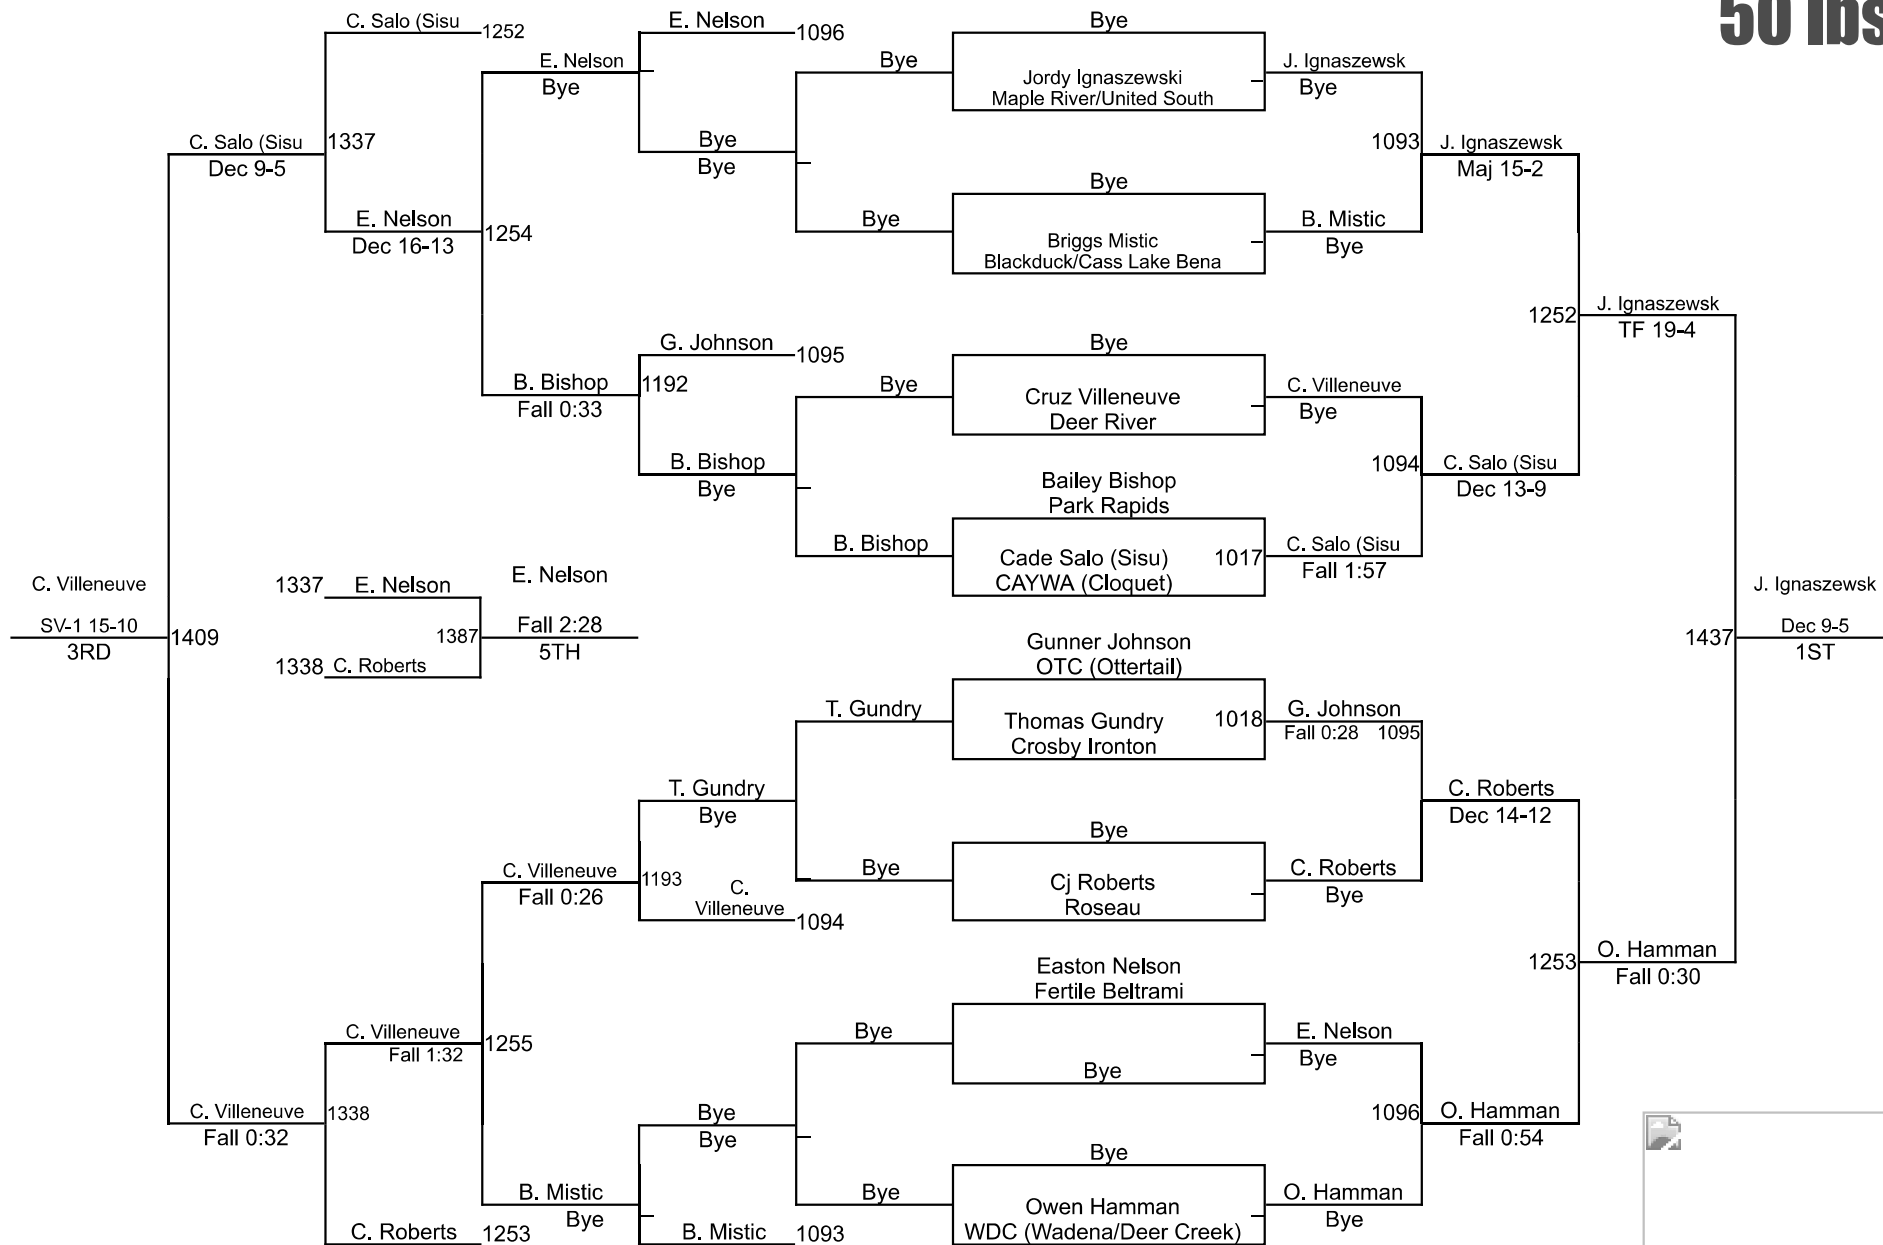 50 lbs
C. Salo (Sisu
1252
E. Nelson
1096
Bye
E. Nelson
Bye
Bye
Jordy Ignaszewski
Maple River/United South
J. Ignaszewsk
Bye
C. Salo (Sisu
Dec 9-5
1337
Bye
Bye
1093
J. Ignaszewsk
Maj 15-2
E. Nelson
Dec 16-13
1254
Bye
Bye
Briggs Mistic
Blackduck/Cass Lake Bena
B. Mistic
Bye
1252
J. Ignaszewsk
TF 19-4
G. Johnson
1095
B. Bishop
Fall 0:33
1192
Bye
Bye
Cruz Villeneuve
Deer River
C. Villeneuve
Bye
B. Bishop
Bye
1094
C. Salo (Sisu
Dec 13-9
Bailey Bishop
Park Rapids
B. Bishop
Cade Salo (Sisu)
CAYWA (Cloquet)
1017
C. Salo (Sisu
Fall 1:57
C. Villeneuve
SV-1 15-10
3RD
1409
1337
E. Nelson
1338
C. Roberts
1387
E. Nelson
Fall 2:28
5TH
1437
J. Ignaszewsk
Dec 9-5
1ST
Gunner Johnson
OTC (Ottertail)
T. Gundry
Thomas Gundry
Crosby Ironton
1018
G. Johnson
Fall 0:28
1095
T. Gundry
Bye
C. Roberts
Dec 14-12
C. Villeneuve
Fall 0:26
1193
C.
Villeneuve
1094
Bye
Bye
Cj Roberts
Roseau
C. Roberts
Bye
1253
O. Hamman
Fall 0:30
Easton Nelson
Fertile Beltrami
C. Villeneuve
Fall 1:32
1255
Bye
Bye
E. Nelson
Bye
C. Villeneuve
Fall 0:32
1338
Bye
Bye
1096
O. Hamman
Fall 0:54
B. Mistic
Bye
Bye
Bye
Owen Hamman
WDC (Wadena/Deer Creek)
O. Hamman
Bye
C. Roberts
1253
B. Mistic
1093